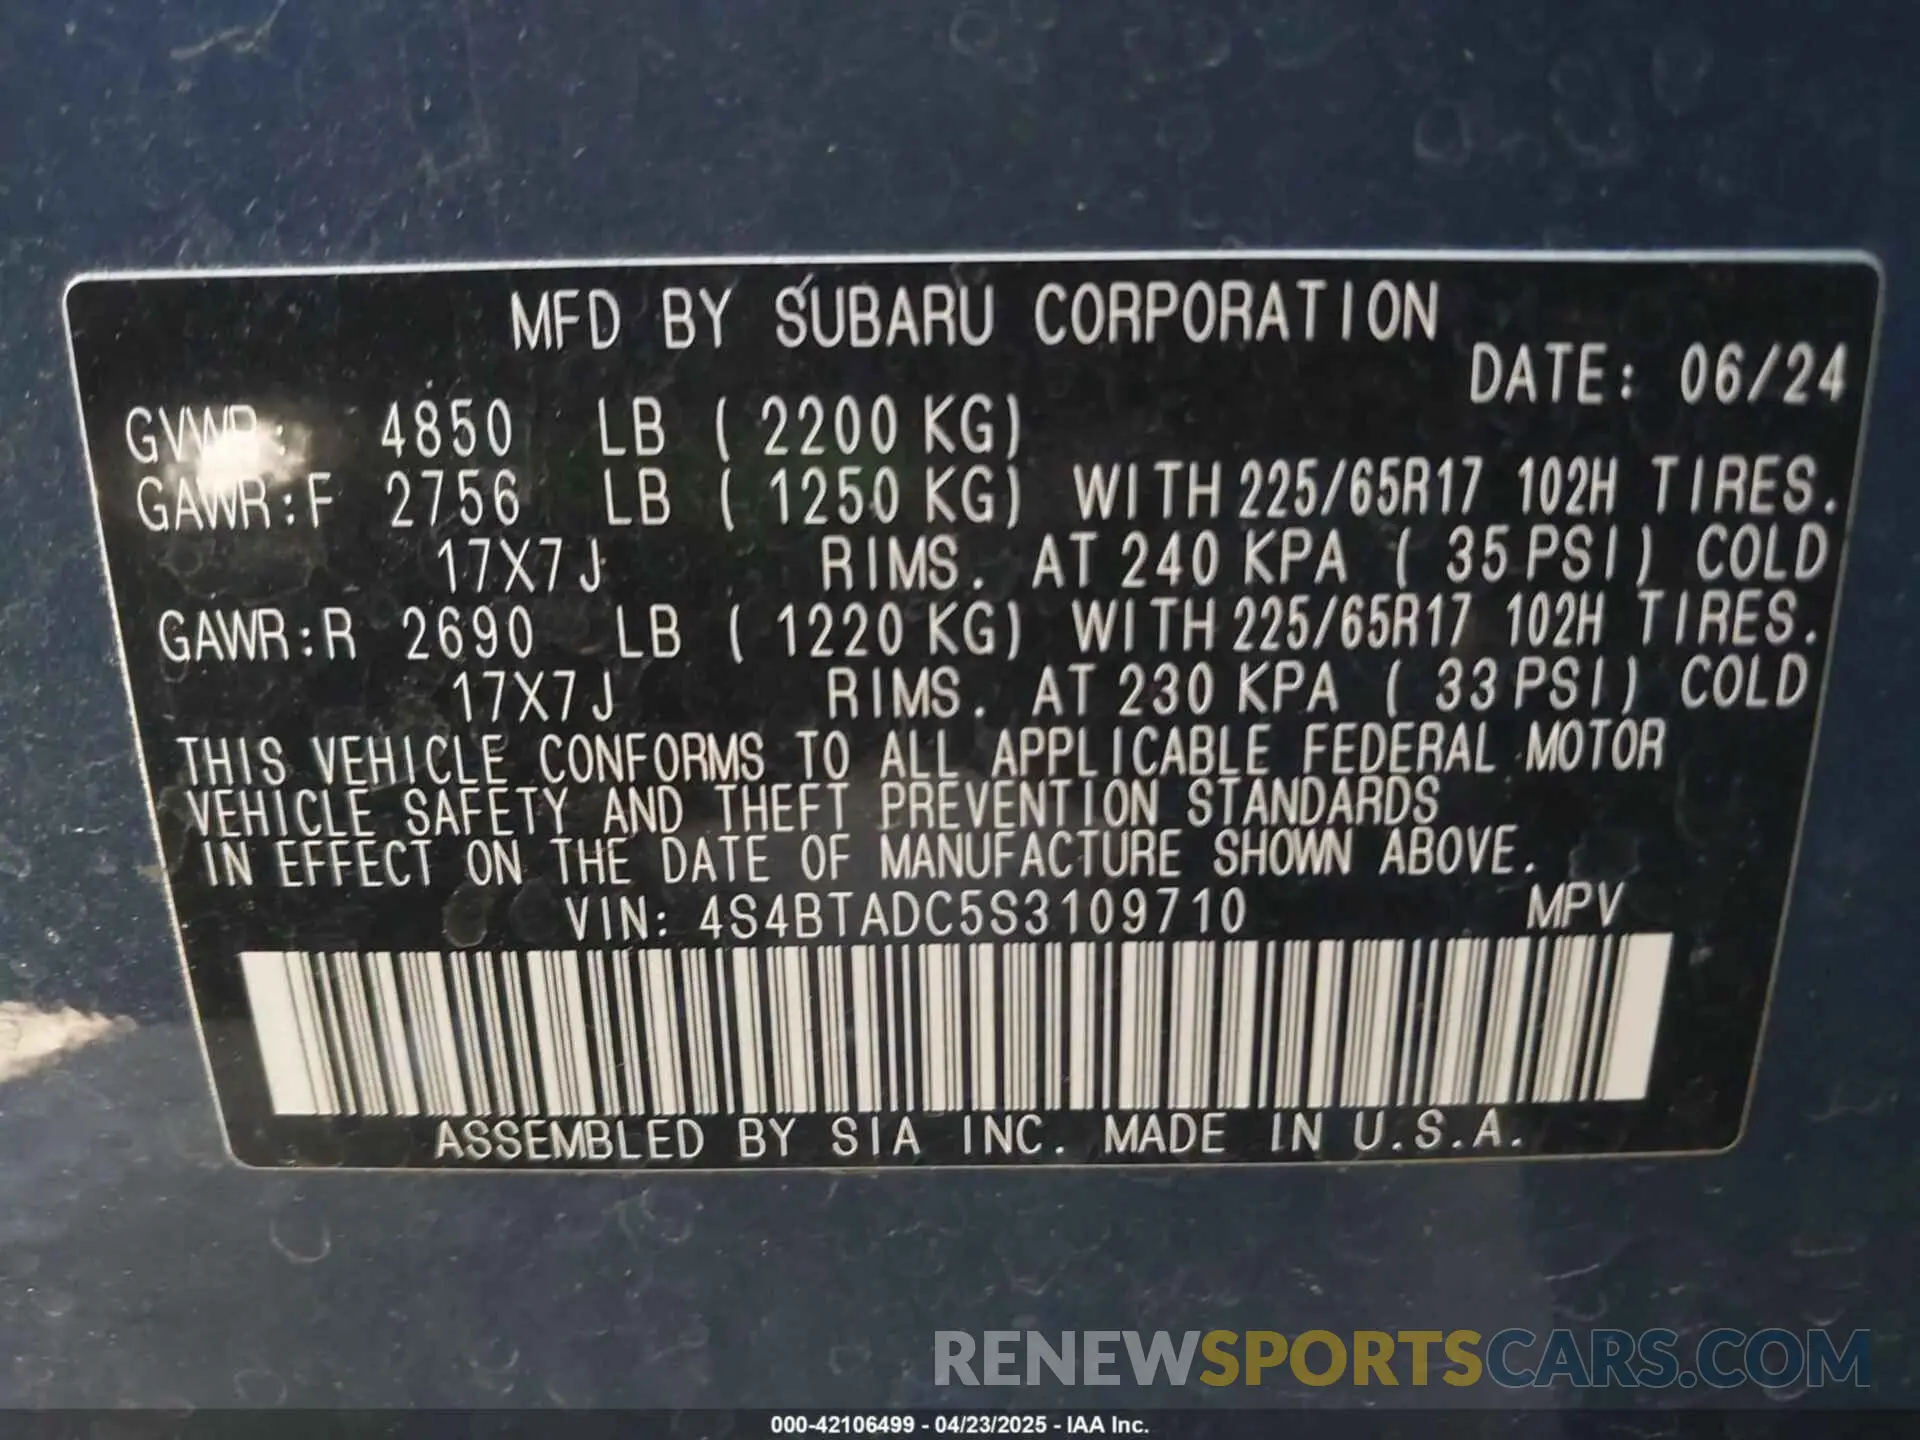 MFD BY SUBARU CORPORATION
DATE: 06/24
GVWR: 4850 LB ( 2200 KG)
GAWR:F 2756 LB ( 1250 KG) WITH 225/65R17 102H TIRES.
17X7J RIMS. AT 240 KPA ( 35 PSI) COLD
GAWR:R 2690 LB ( 1220 KG) WITH 225/65R17 102H TIRES.
17X7J RIMS. AT 230 KPA ( 33 PSI) COLD
THIS VEHICLE CONFORMS TO ALL APPLICABLE FEDERAL MOTOR
VEHICLE SAFETY AND THEFT PREVENTION STANDARDS
IN EFFECT ON THE DATE OF MANUFACTURE SHOWN ABOVE.
VIN: 4S4BTADC5S3109710 MPV
ASSEMBLED BY SIA INC. MADE IN U.S.A.
RENEWSPORTSCARS.COM
000-42106499 - 04/23/2025 - IAA Inc.